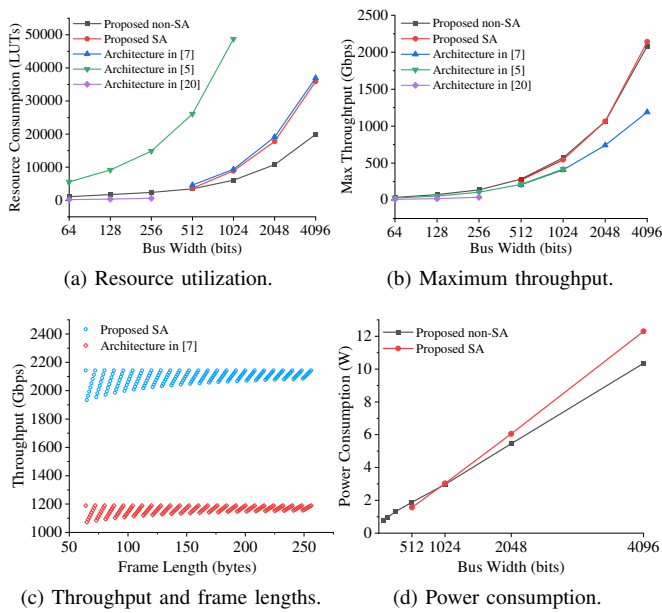 Proposed non-SA
Proposed SA
Architecture in [7]
Architecture in [5]
Architecture in [20]
Resource Consumption (LUTs)
50000
40000
30000
20000
10000
0
64 128 256 512 1024 2048 4096
Bus Width (bits)
(a) Resource utilization.
Proposed non-SA
Proposed SA
Architecture in [7]
Architecture in [5]
Architecture in [20]
Max Throughtput (Gbps)
2500
2000
1500
1000
500
0
64 128 256 512 1024 2048 4096
Bus Width (bits)
(b) Maximum throughput.
Proposed SA
Architecture in [7]
Throughput (Gbps)
2400
2200
2000
1800
1600
1400
1200
1000
50 100 150 200 250
Frame Length (bytes)
(c) Throughput and frame lengths.
Proposed non-SA
Proposed SA
Power Consumption (W)
12
10
8
6
4
2
0
512 1024 2048 4096
Bus Width (bits)
(d) Power consumption.